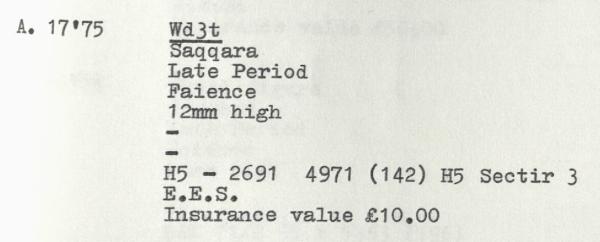 A. 17'75 Wd3t
Saqqara
Late Period
Faience
12mm high
-
-
H5 - 2691 4971 (142) H5 Sectir 3
E.E.S.
Insurance value £10.00